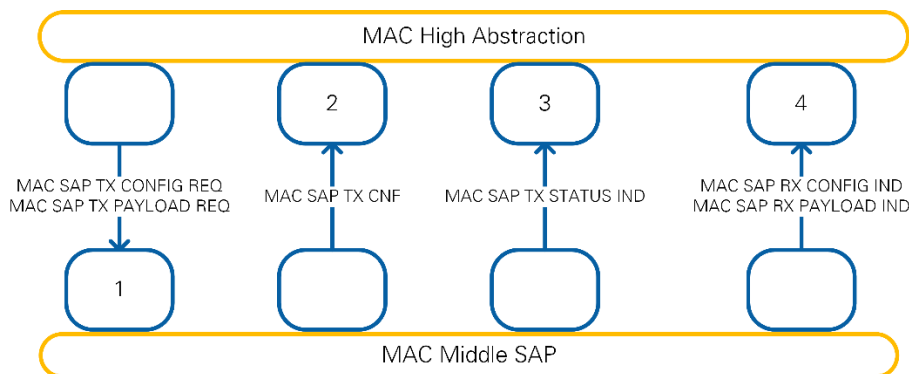 MAC High Abstraction
2
3
4
MAC SAP TX CONFIG REQ
MAC SAP TX PAYLOAD REQ
MAC SAP TX CNF
MAC SAP TX STATUS IND
MAC SAP RX CONFIG IND
MAC SAP RX PAYLOAD IND
1
MAC Middle SAP